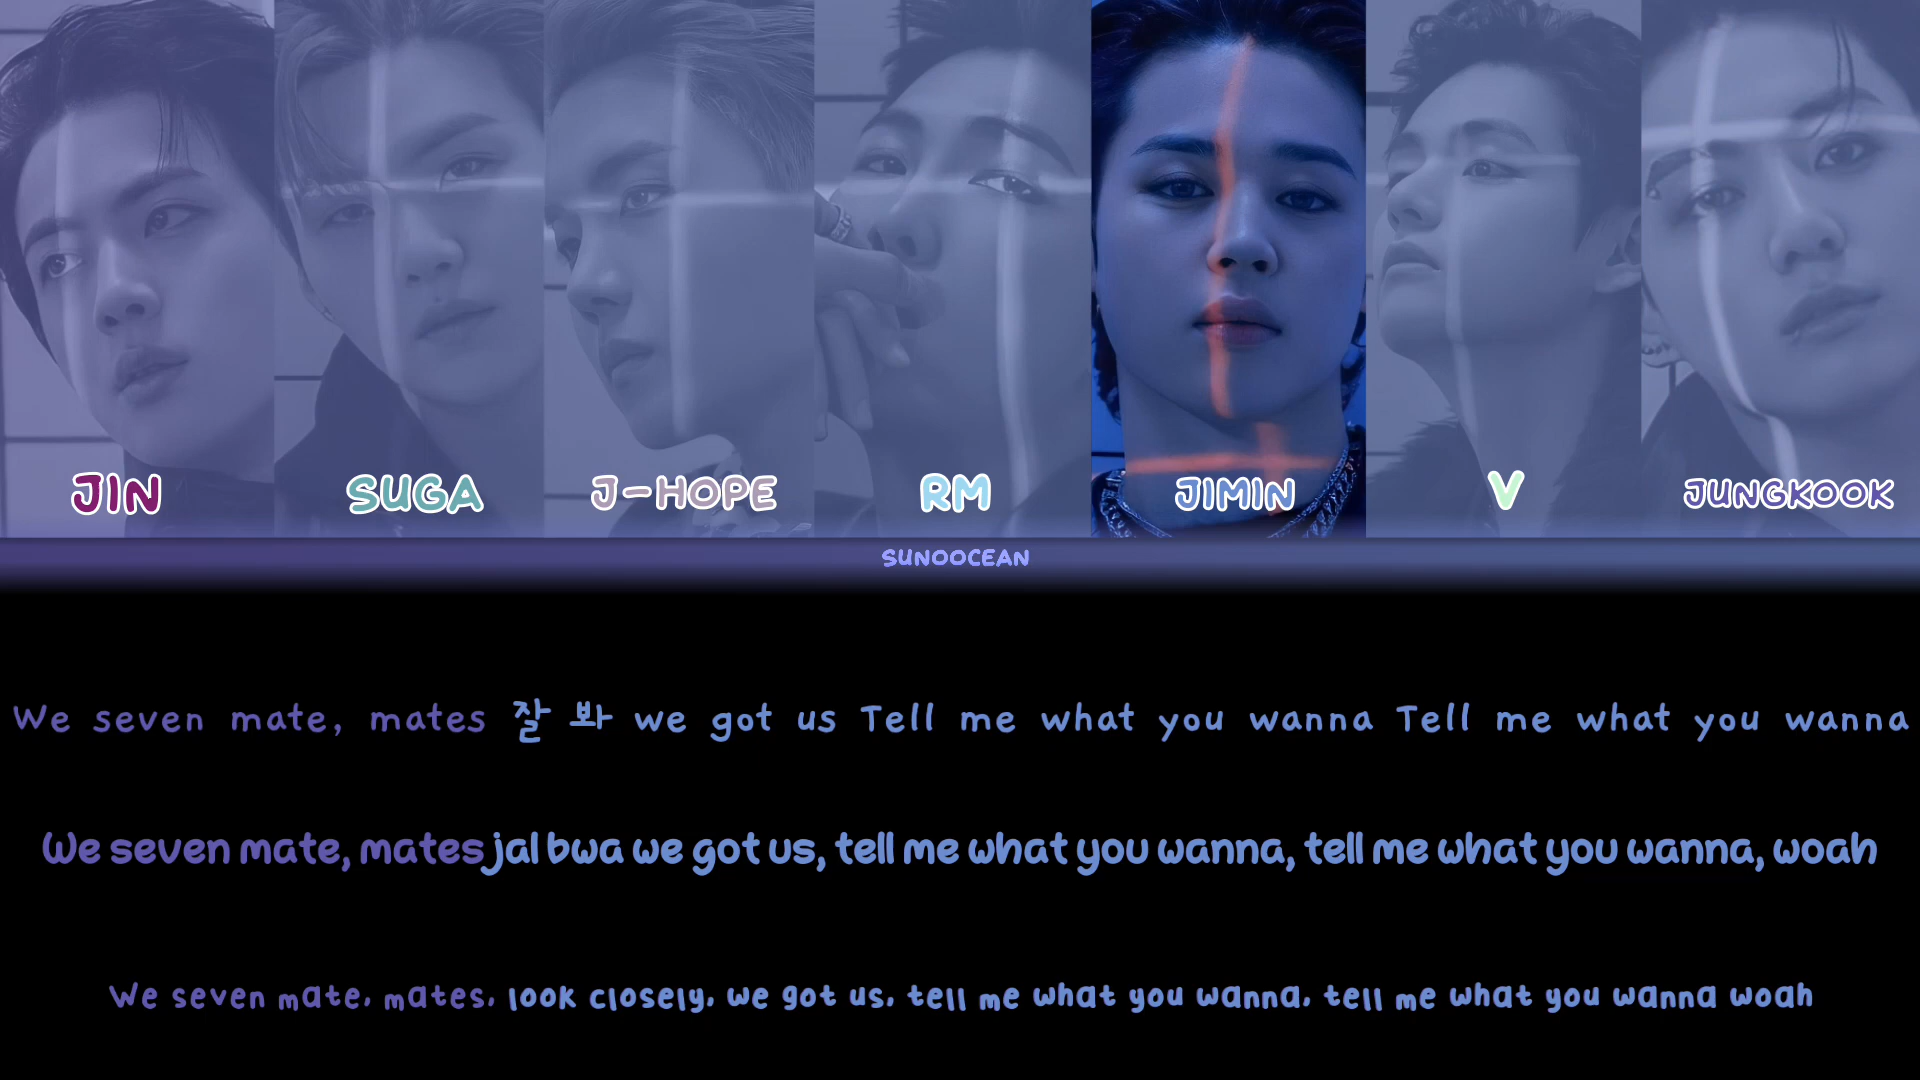 JIN SUGA J-HOPE RM JIMIN V JUNGKOOK
SUNOOCEAN
We seven mate, mates 잘 봐 we got us Tell me what you wanna Tell me what you wanna
We seven mate, mates jal bwa we got us, tell me what you wanna, tell me what you wanna, woah
We seven mate, mates, look closely, we got us, tell me what you wanna, tell me what you wanna woah